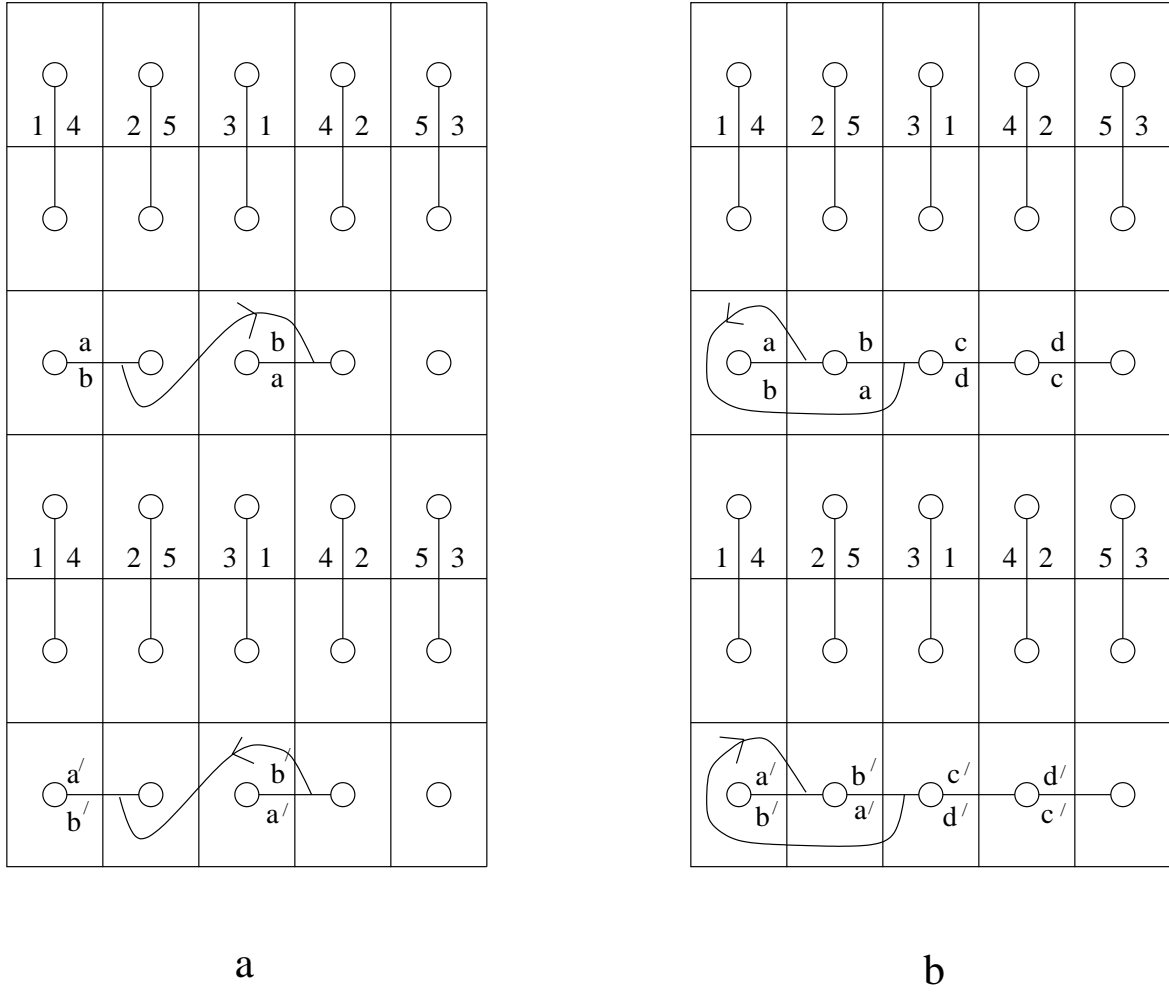 1 4 2 5 3 1 4 2 5 3 1 4 2 5 3 1 4 2 5 3
a b a b c d
b a b a d c
1 4 2 5 3 1 4 2 5 3 1 4 2 5 3 1 4 2 5 3
a/ b/ a/ b/ c/ d/
b/ a/ b/ a/ d/ c/
a b